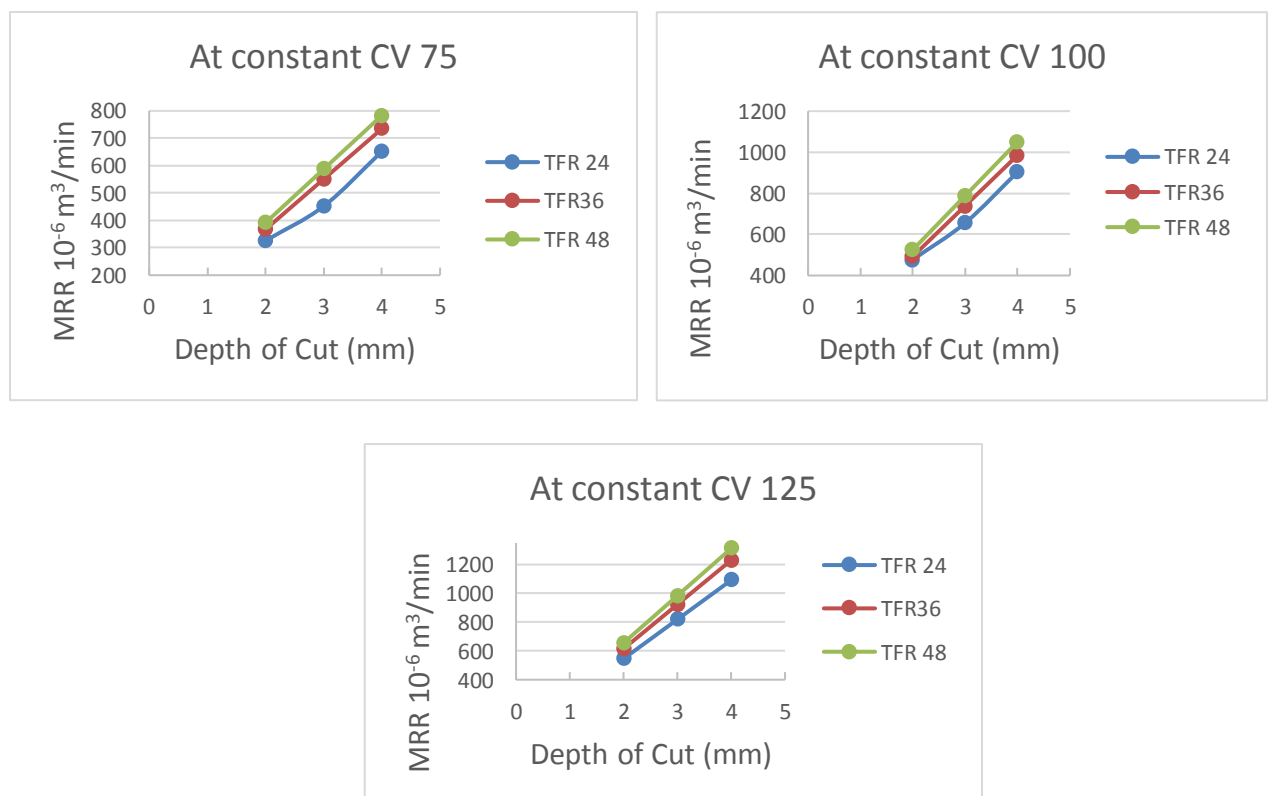 At constant CV 75
MRR 10⁻⁶ m³/min
800
700
600
500
400
300
200
0 1 2 3 4 5
Depth of Cut (mm)
TFR 24
TFR36
TFR 48
At constant CV 100
MRR 10⁻⁶ m³/min
1200
1000
800
600
400
0 1 2 3 4 5
Depth of Cut (mm)
TFR 24
TFR36
TFR 48
At constant CV 125
MRR 10⁻⁶ m³/min
1200
1000
800
600
400
0 1 2 3 4 5
Depth of Cut (mm)
TFR 24
TFR36
TFR 48